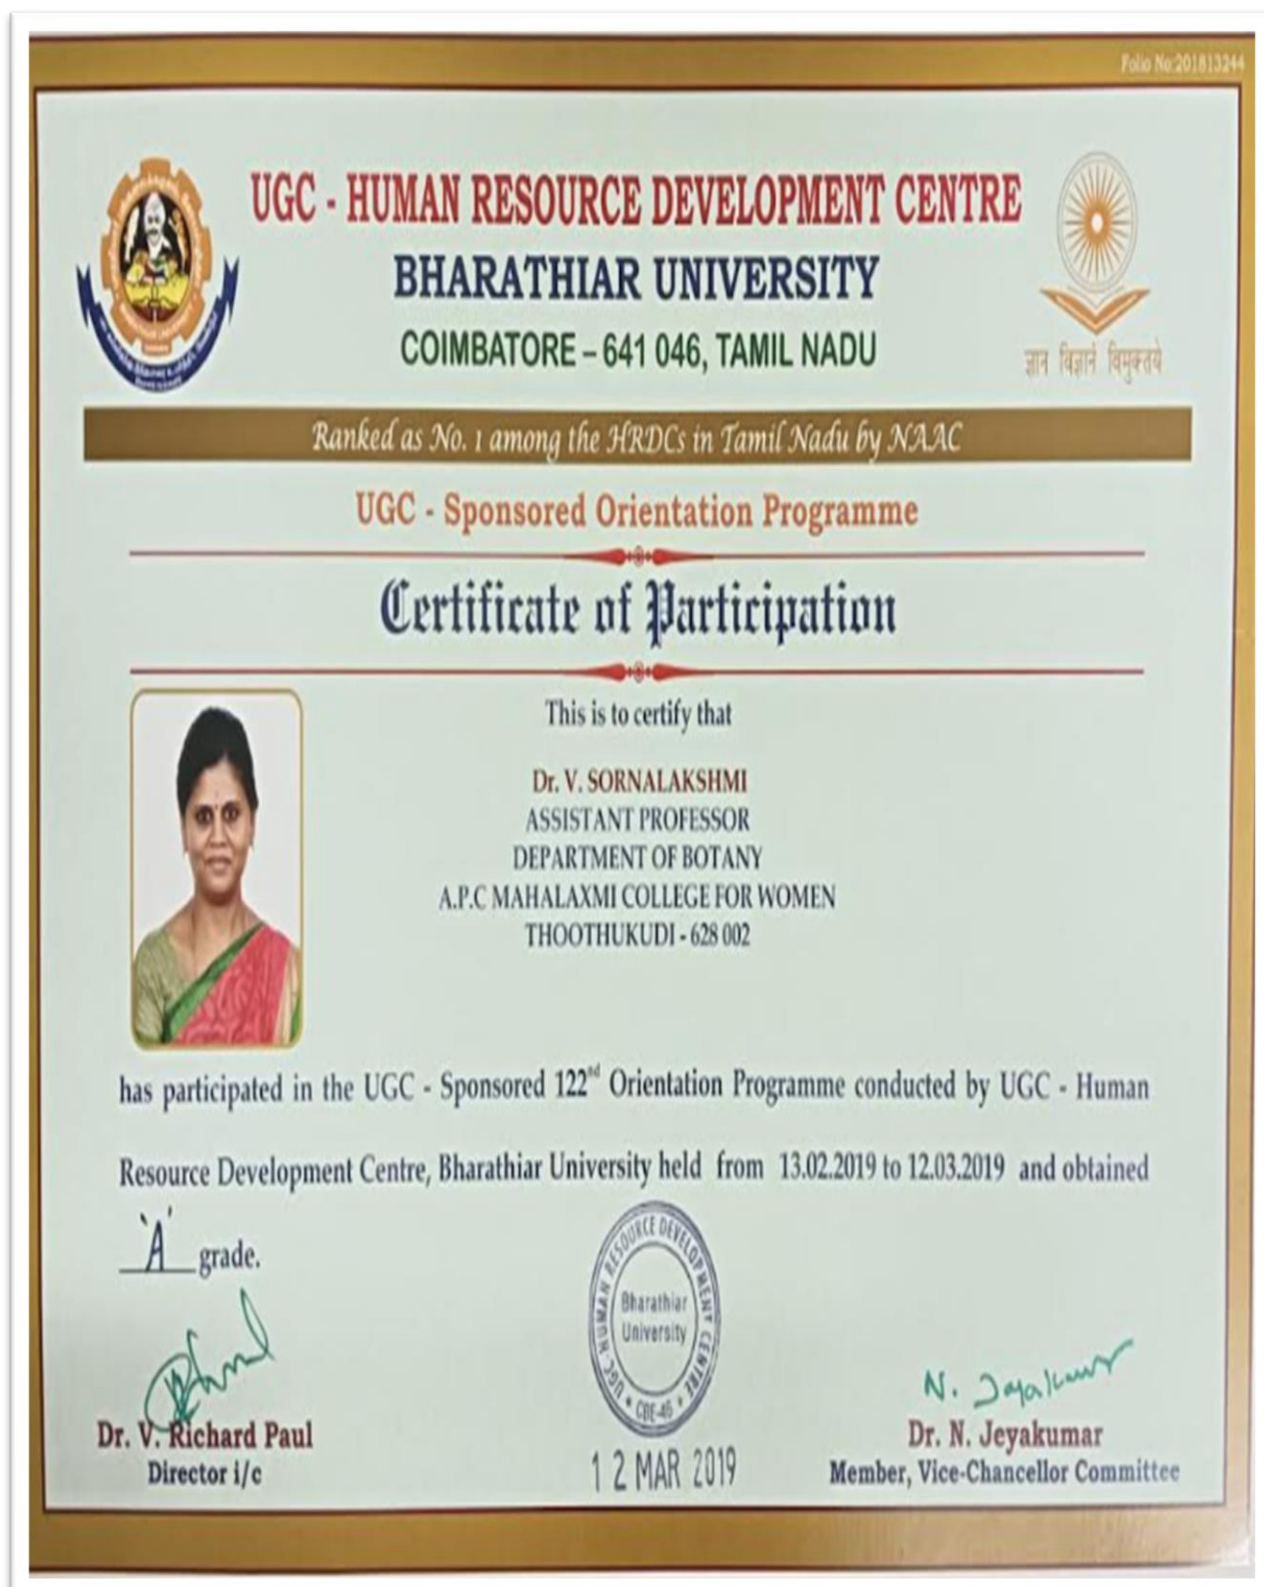 Folio No:201813244
UGC - HUMAN RESOURCE DEVELOPMENT CENTRE
BHARATHIAR UNIVERSITY
COIMBATORE – 641 046, TAMIL NADU
ज्ञान विज्ञानं विमुक्तये
Ranked as No. 1 among the HRDCs in Tamil Nadu by NAAC
UGC - Sponsored Orientation Programme
Certificate of Participation
This is to certify that
Dr. V. SORNALAKSHMI
ASSISTANT PROFESSOR
DEPARTMENT OF BOTANY
A.P.C MAHALAXMI COLLEGE FOR WOMEN
THOOTHUKUDI - 628 002
has participated in the UGC - Sponsored 122nd Orientation Programme conducted by UGC - Human
Resource Development Centre, Bharathiar University held from 13.02.2019 to 12.03.2019 and obtained
'A' grade.
UGC HUMAN RESOURCE DEVELOPMENT CENTRE
Bharathiar
University
CBE-46
12 MAR 2019
Dr. V. Richard Paul
Director i/c
N. Jeyakumar
Dr. N. Jeyakumar
Member, Vice-Chancellor Committee